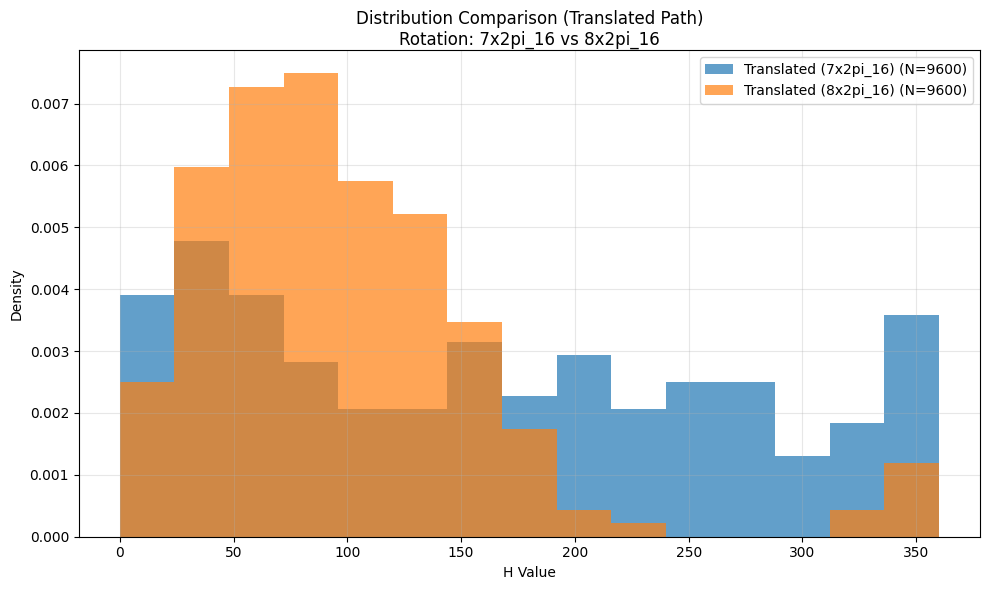 Distribution Comparison (Translated Path)
Rotation: 7x2pi_16 vs 8x2pi_16
Translated (7x2pi_16) (N=9600)
Translated (8x2pi_16) (N=9600)
Density
0.007
0.006
0.005
0.004
0.003
0.002
0.001
0.000
0 50 100 150 200 250 300 350
H Value